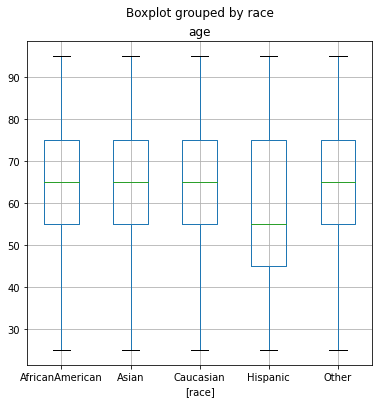 Boxplot grouped by race
age
90
80
70
60
50
40
30
AfricanAmerican Asian Caucasian Hispanic Other
[race]